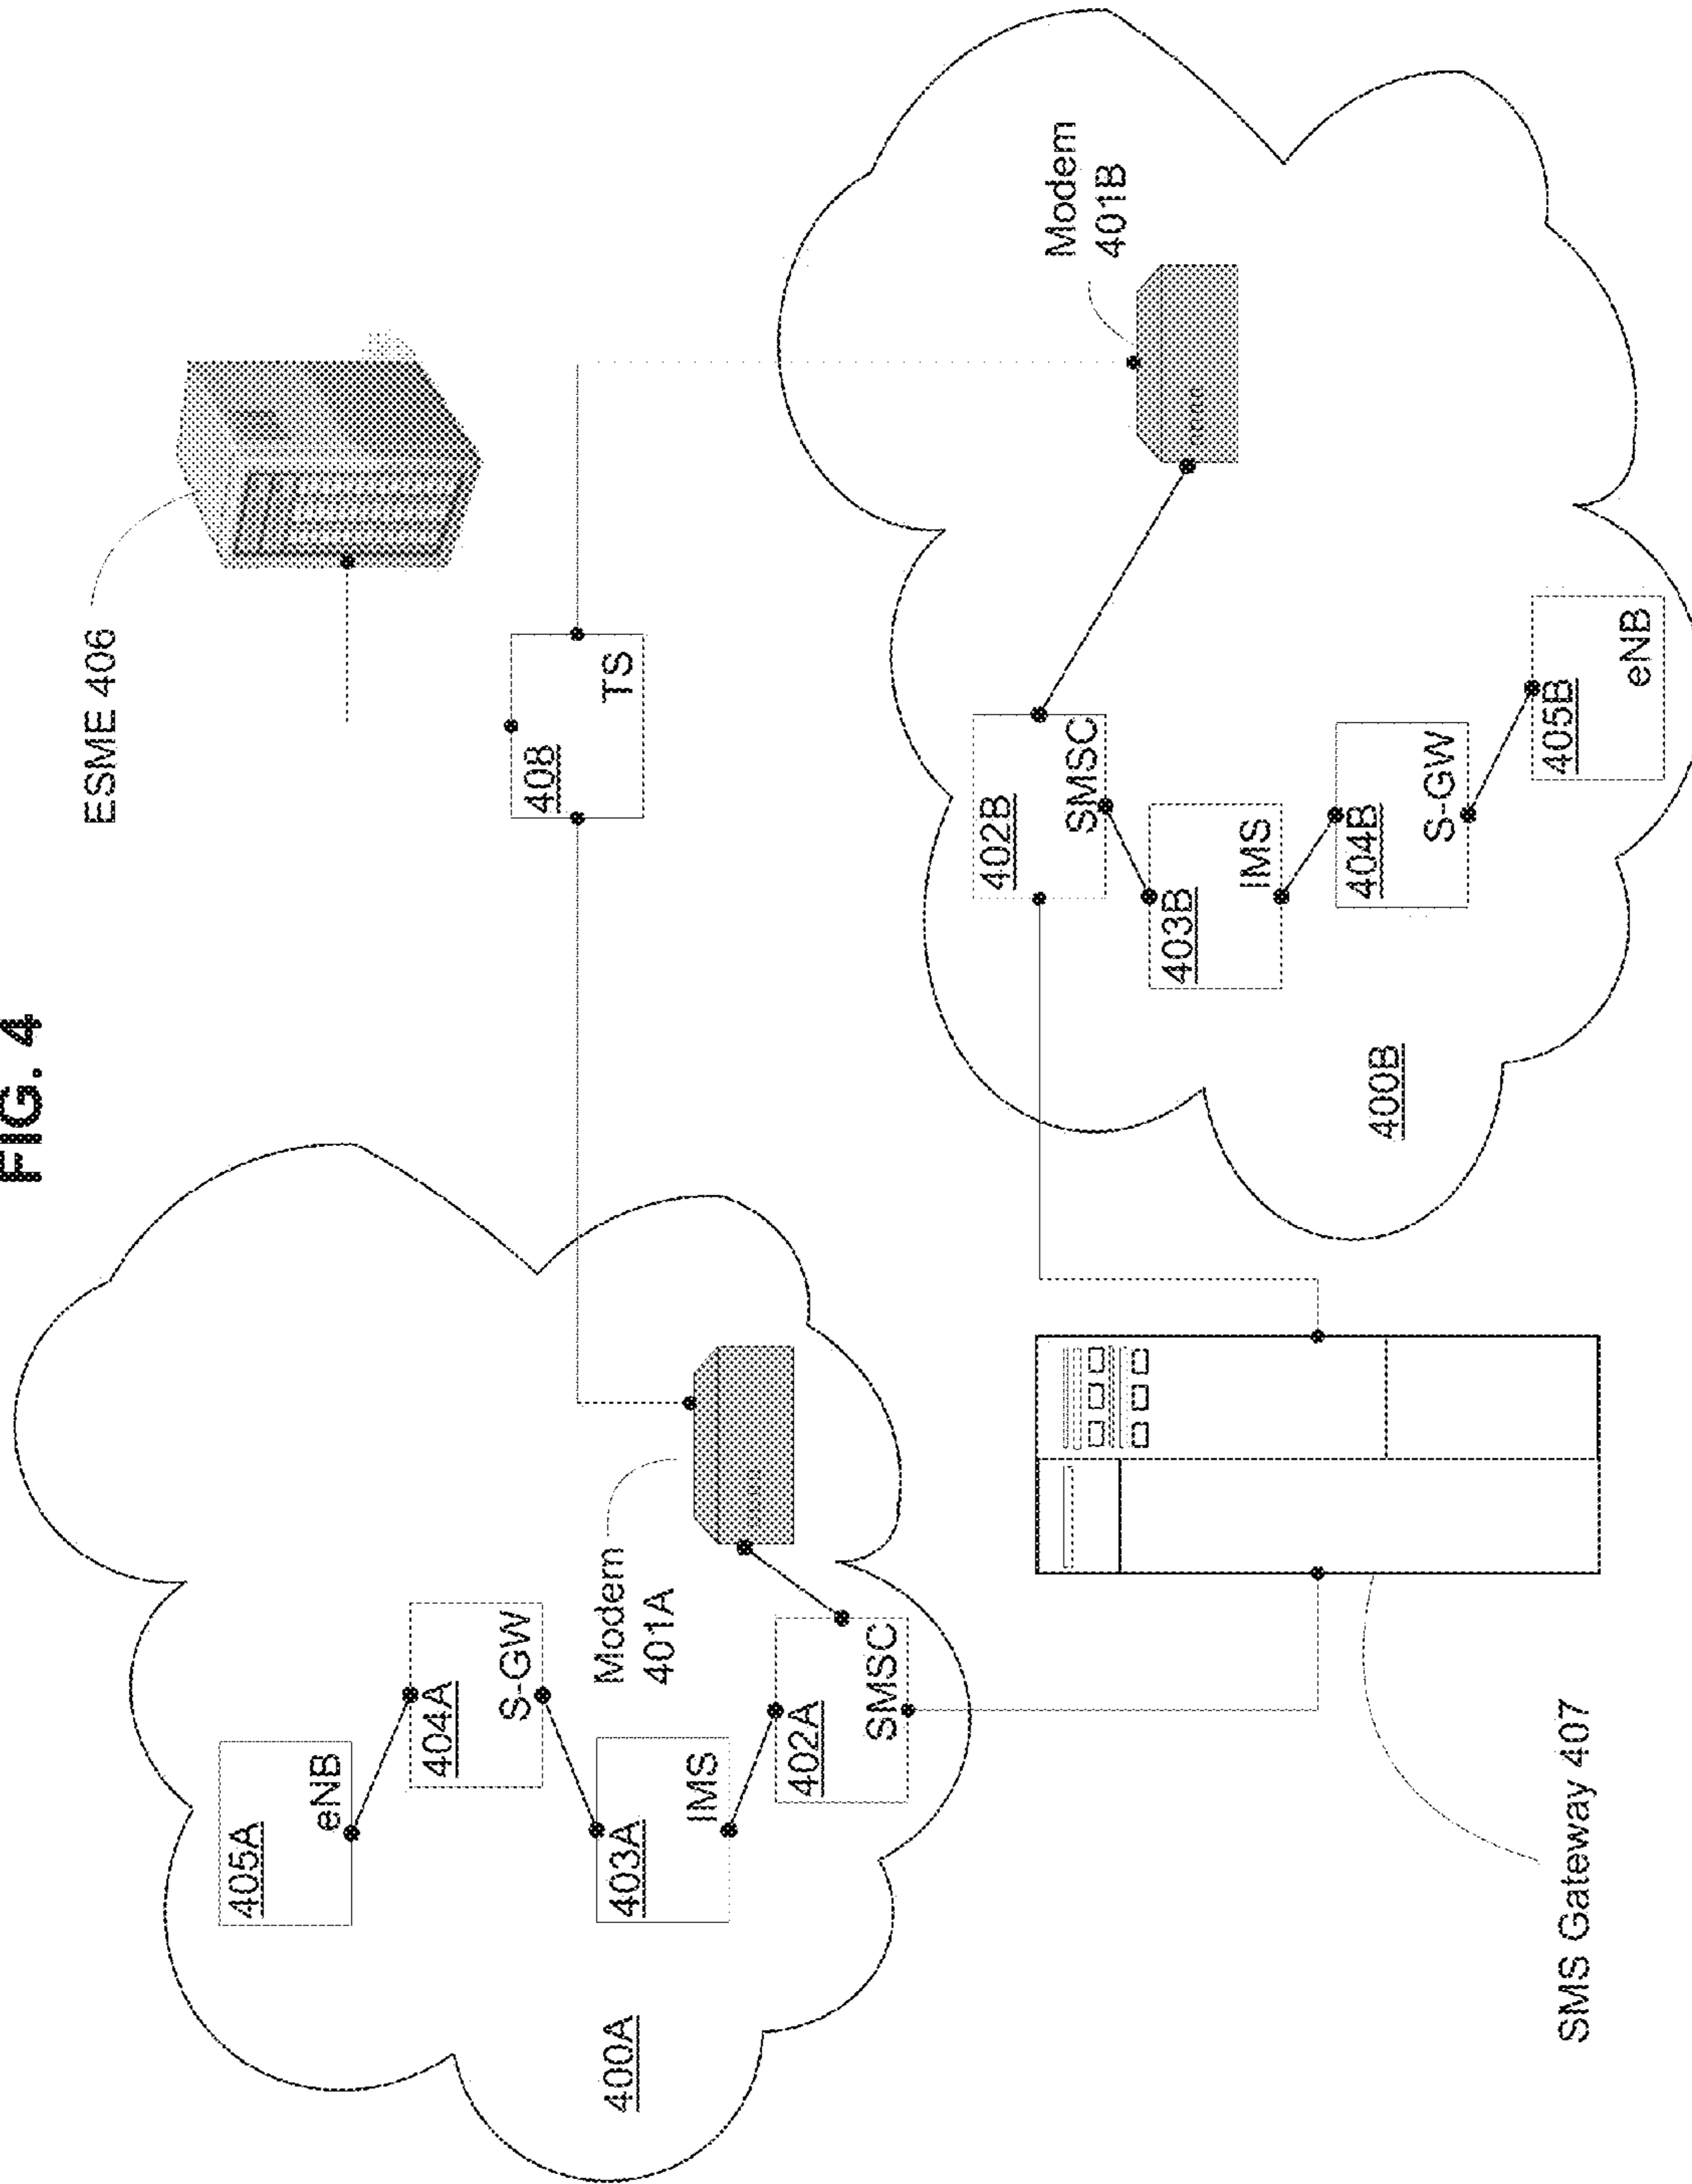 FIG. 4
ESME 406
408
TS
405A
eNB
404A
S-GW
403A
IMS
Modem
401A
402A
SMSC
400A
Modem
401B
402B
SMSC
403B
IMS
404B
S-GW
405B
eNB
400B
SMS Gateway 407